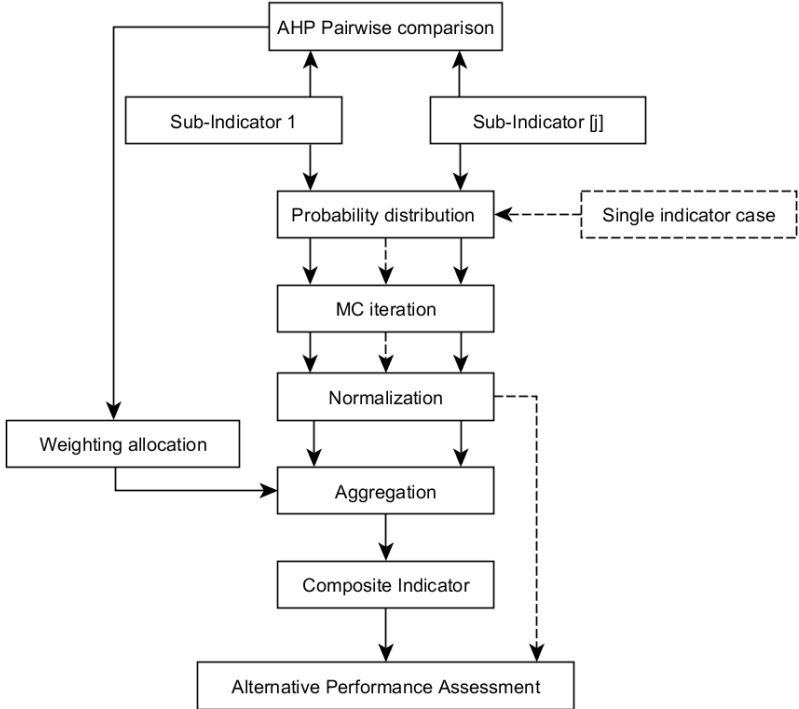 AHP Pairwise comparison
Sub-Indicator 1
Sub-Indicator [j]
Probability distribution
Single indicator case
MC iteration
Normalization
Weighting allocation
Aggregation
Composite Indicator
Alternative Performance Assessment